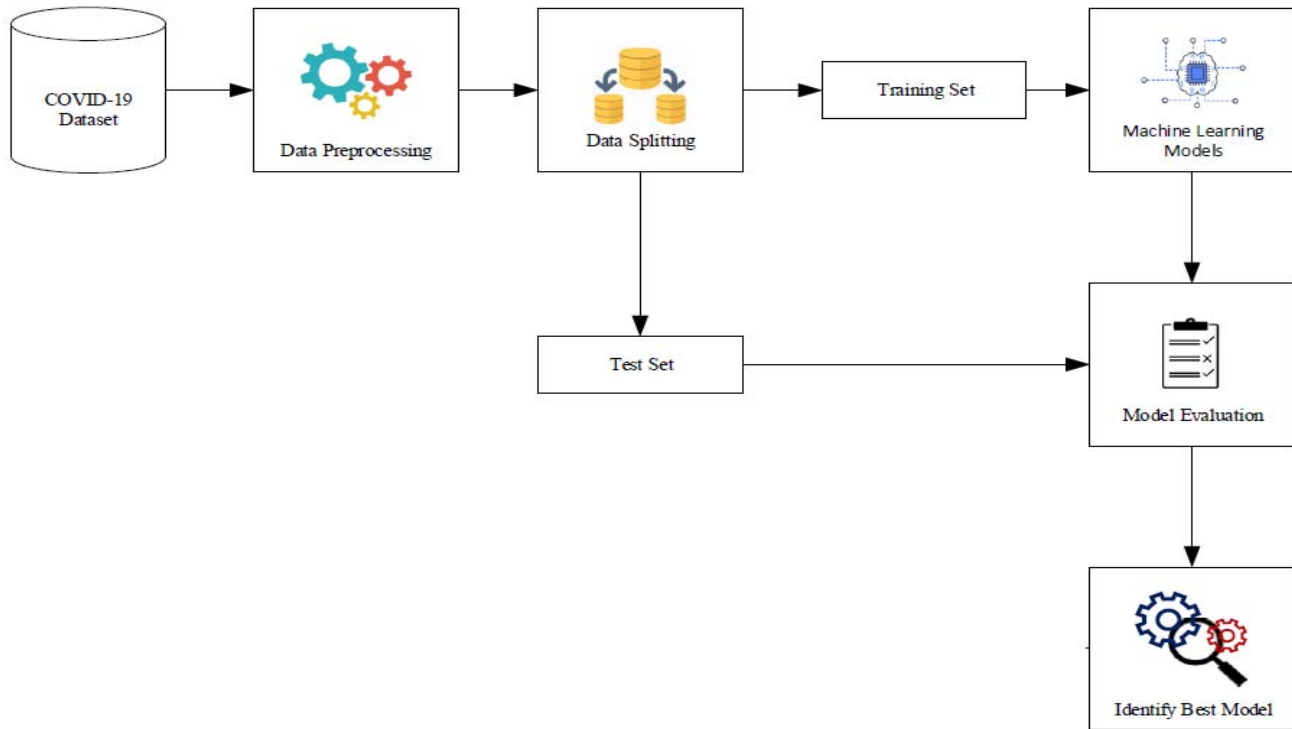 COVID-19
Dataset
Data Preprocessing
Data Splitting
Training Set
Machine Learning
Models
Test Set
Model Evaluation
Identify Best Model